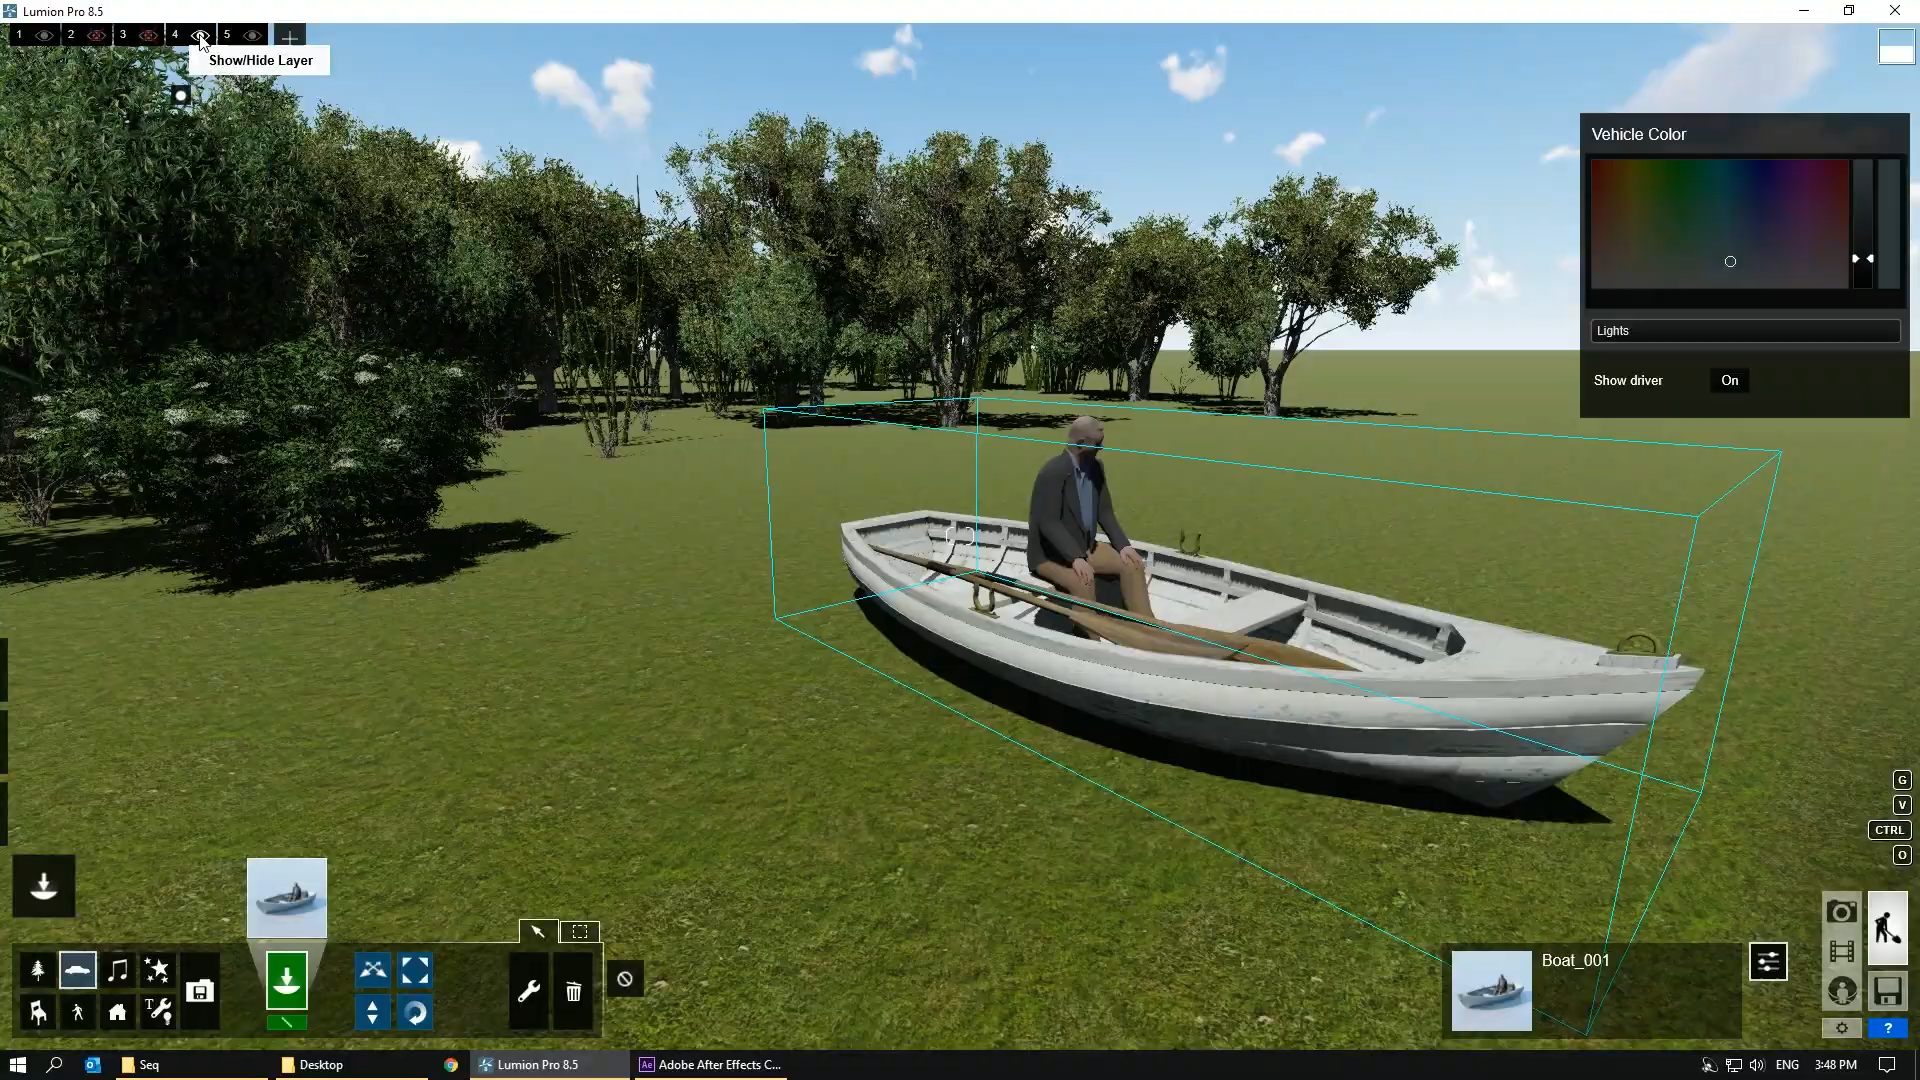 Lumion Pro 8.5
1 2 3 4 5
Show/Hide Layer
Vehicle Color
Lights
Show driver On
G
V
CTRL
O
Boat_001
T
?
Seq
Desktop
Lumion Pro 8.5
Ae Adobe After Effects C...
ENG 3:48 PM